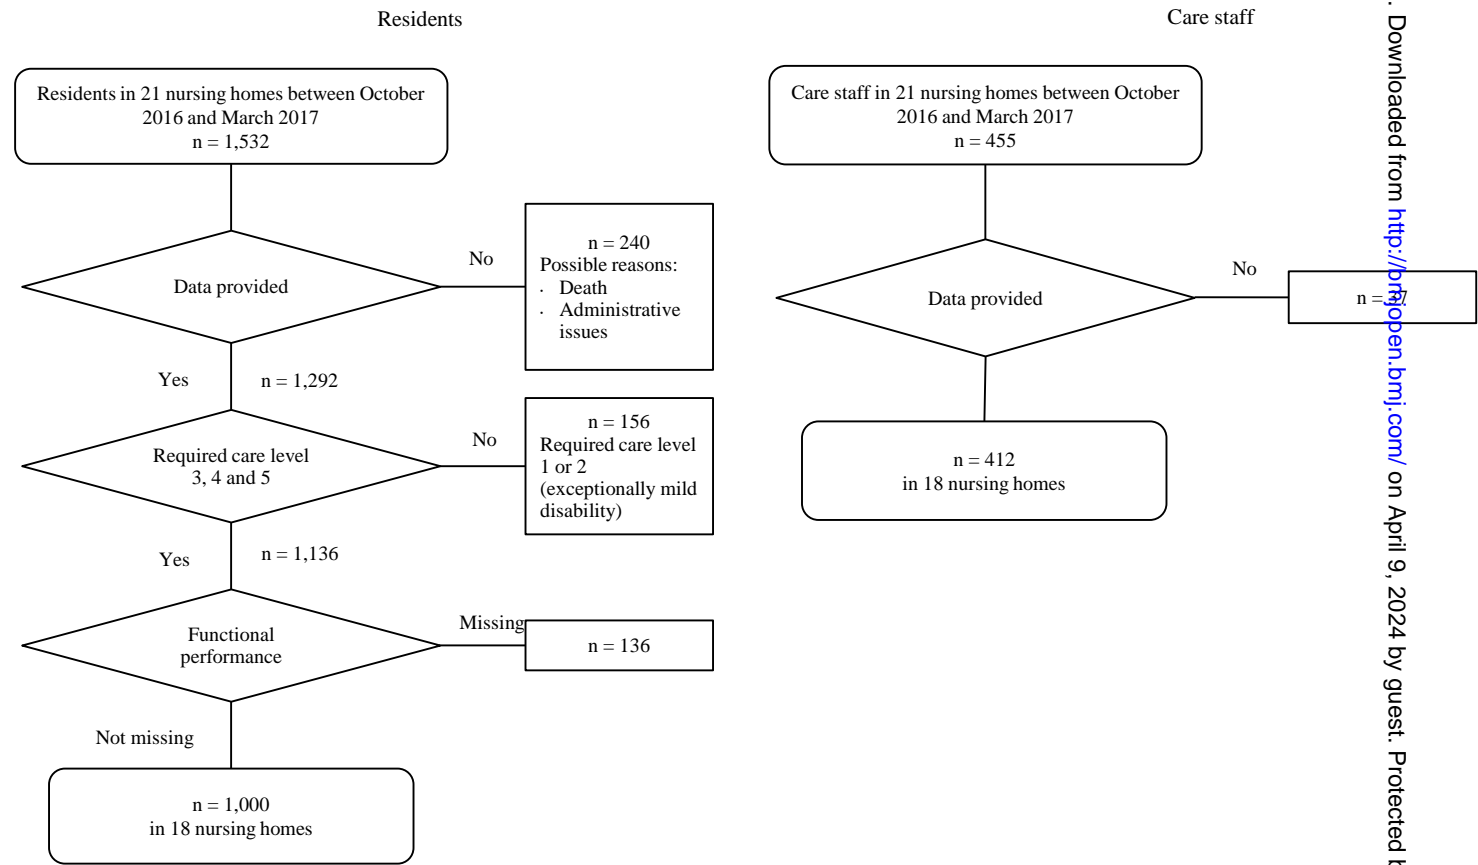 Residents
Residents in 21 nursing homes between October
2016 and March 2017
n = 1,532
Data provided
No
n = 240
Possible reasons:
· Death
· Administrative
issues
Yes
n = 1,292
Required care level
3, 4 and 5
No
n = 156
Required care level
1 or 2
(exceptionally mild
disability)
Yes
n = 1,136
Functional
performance
Missing
n = 136
Not missing
n = 1,000
in 18 nursing homes
Care staff
Care staff in 21 nursing homes between October
2016 and March 2017
n = 455
Data provided
No
n =
n = 412
in 18 nursing homes
. Downloaded from http://bmjopen.bmj.com/ on April 9, 2024 by guest. Protected